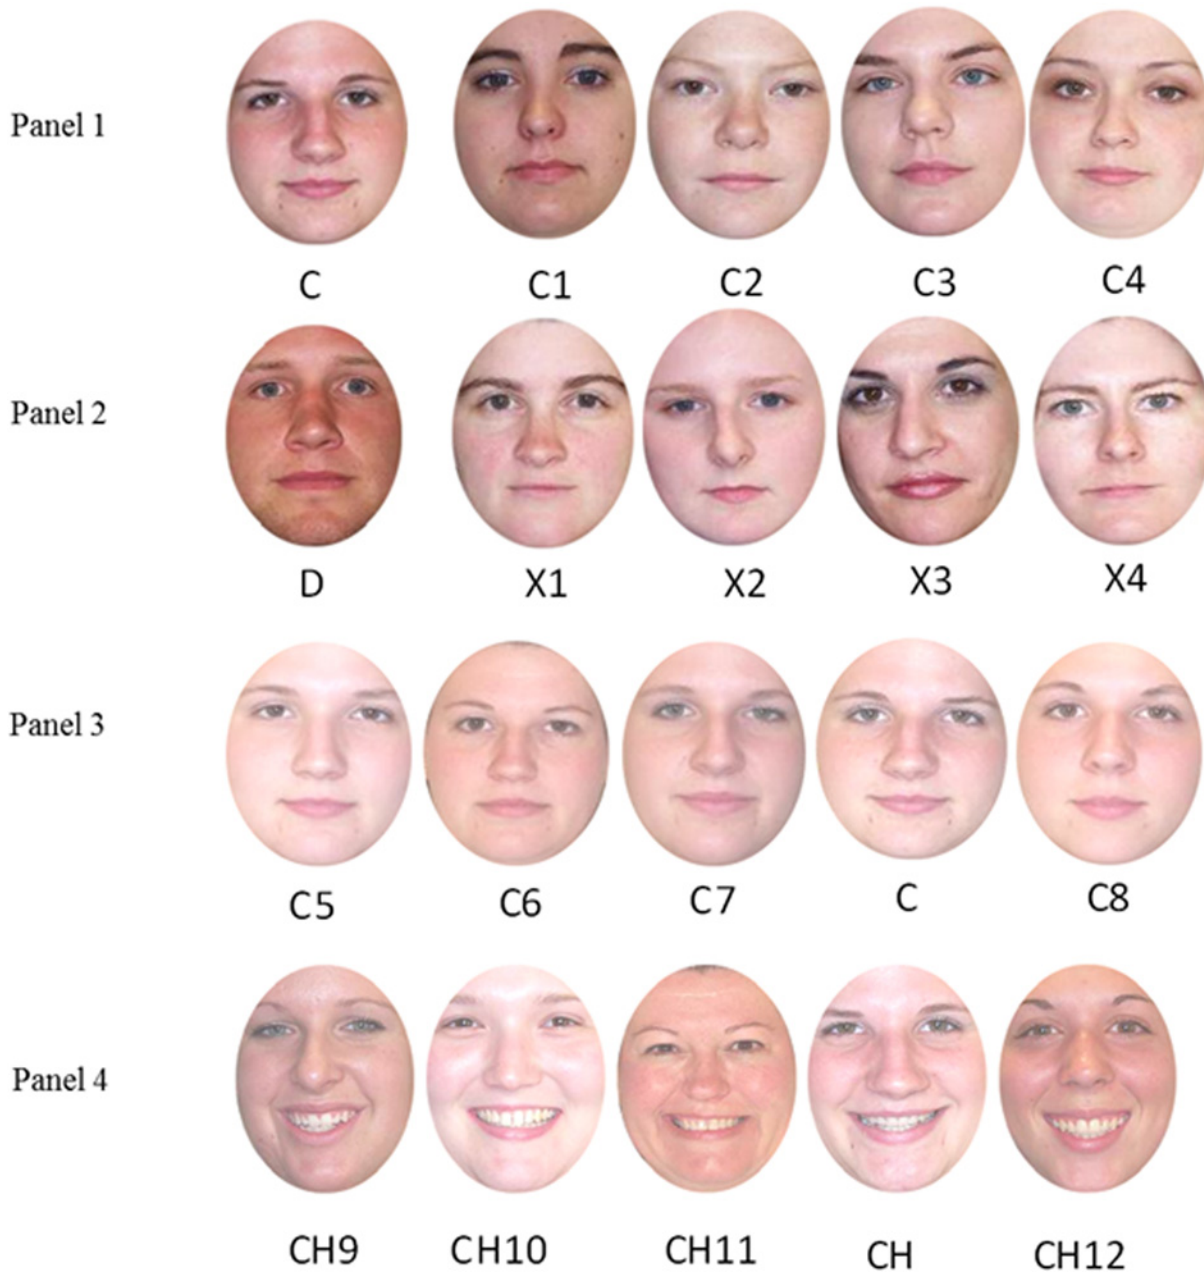 Panel 1
C C1 C2 C3 C4
Panel 2
D X1 X2 X3 X4
Panel 3
C5 C6 C7 C C8
Panel 4
CH9 CH10 CH11 CH CH12